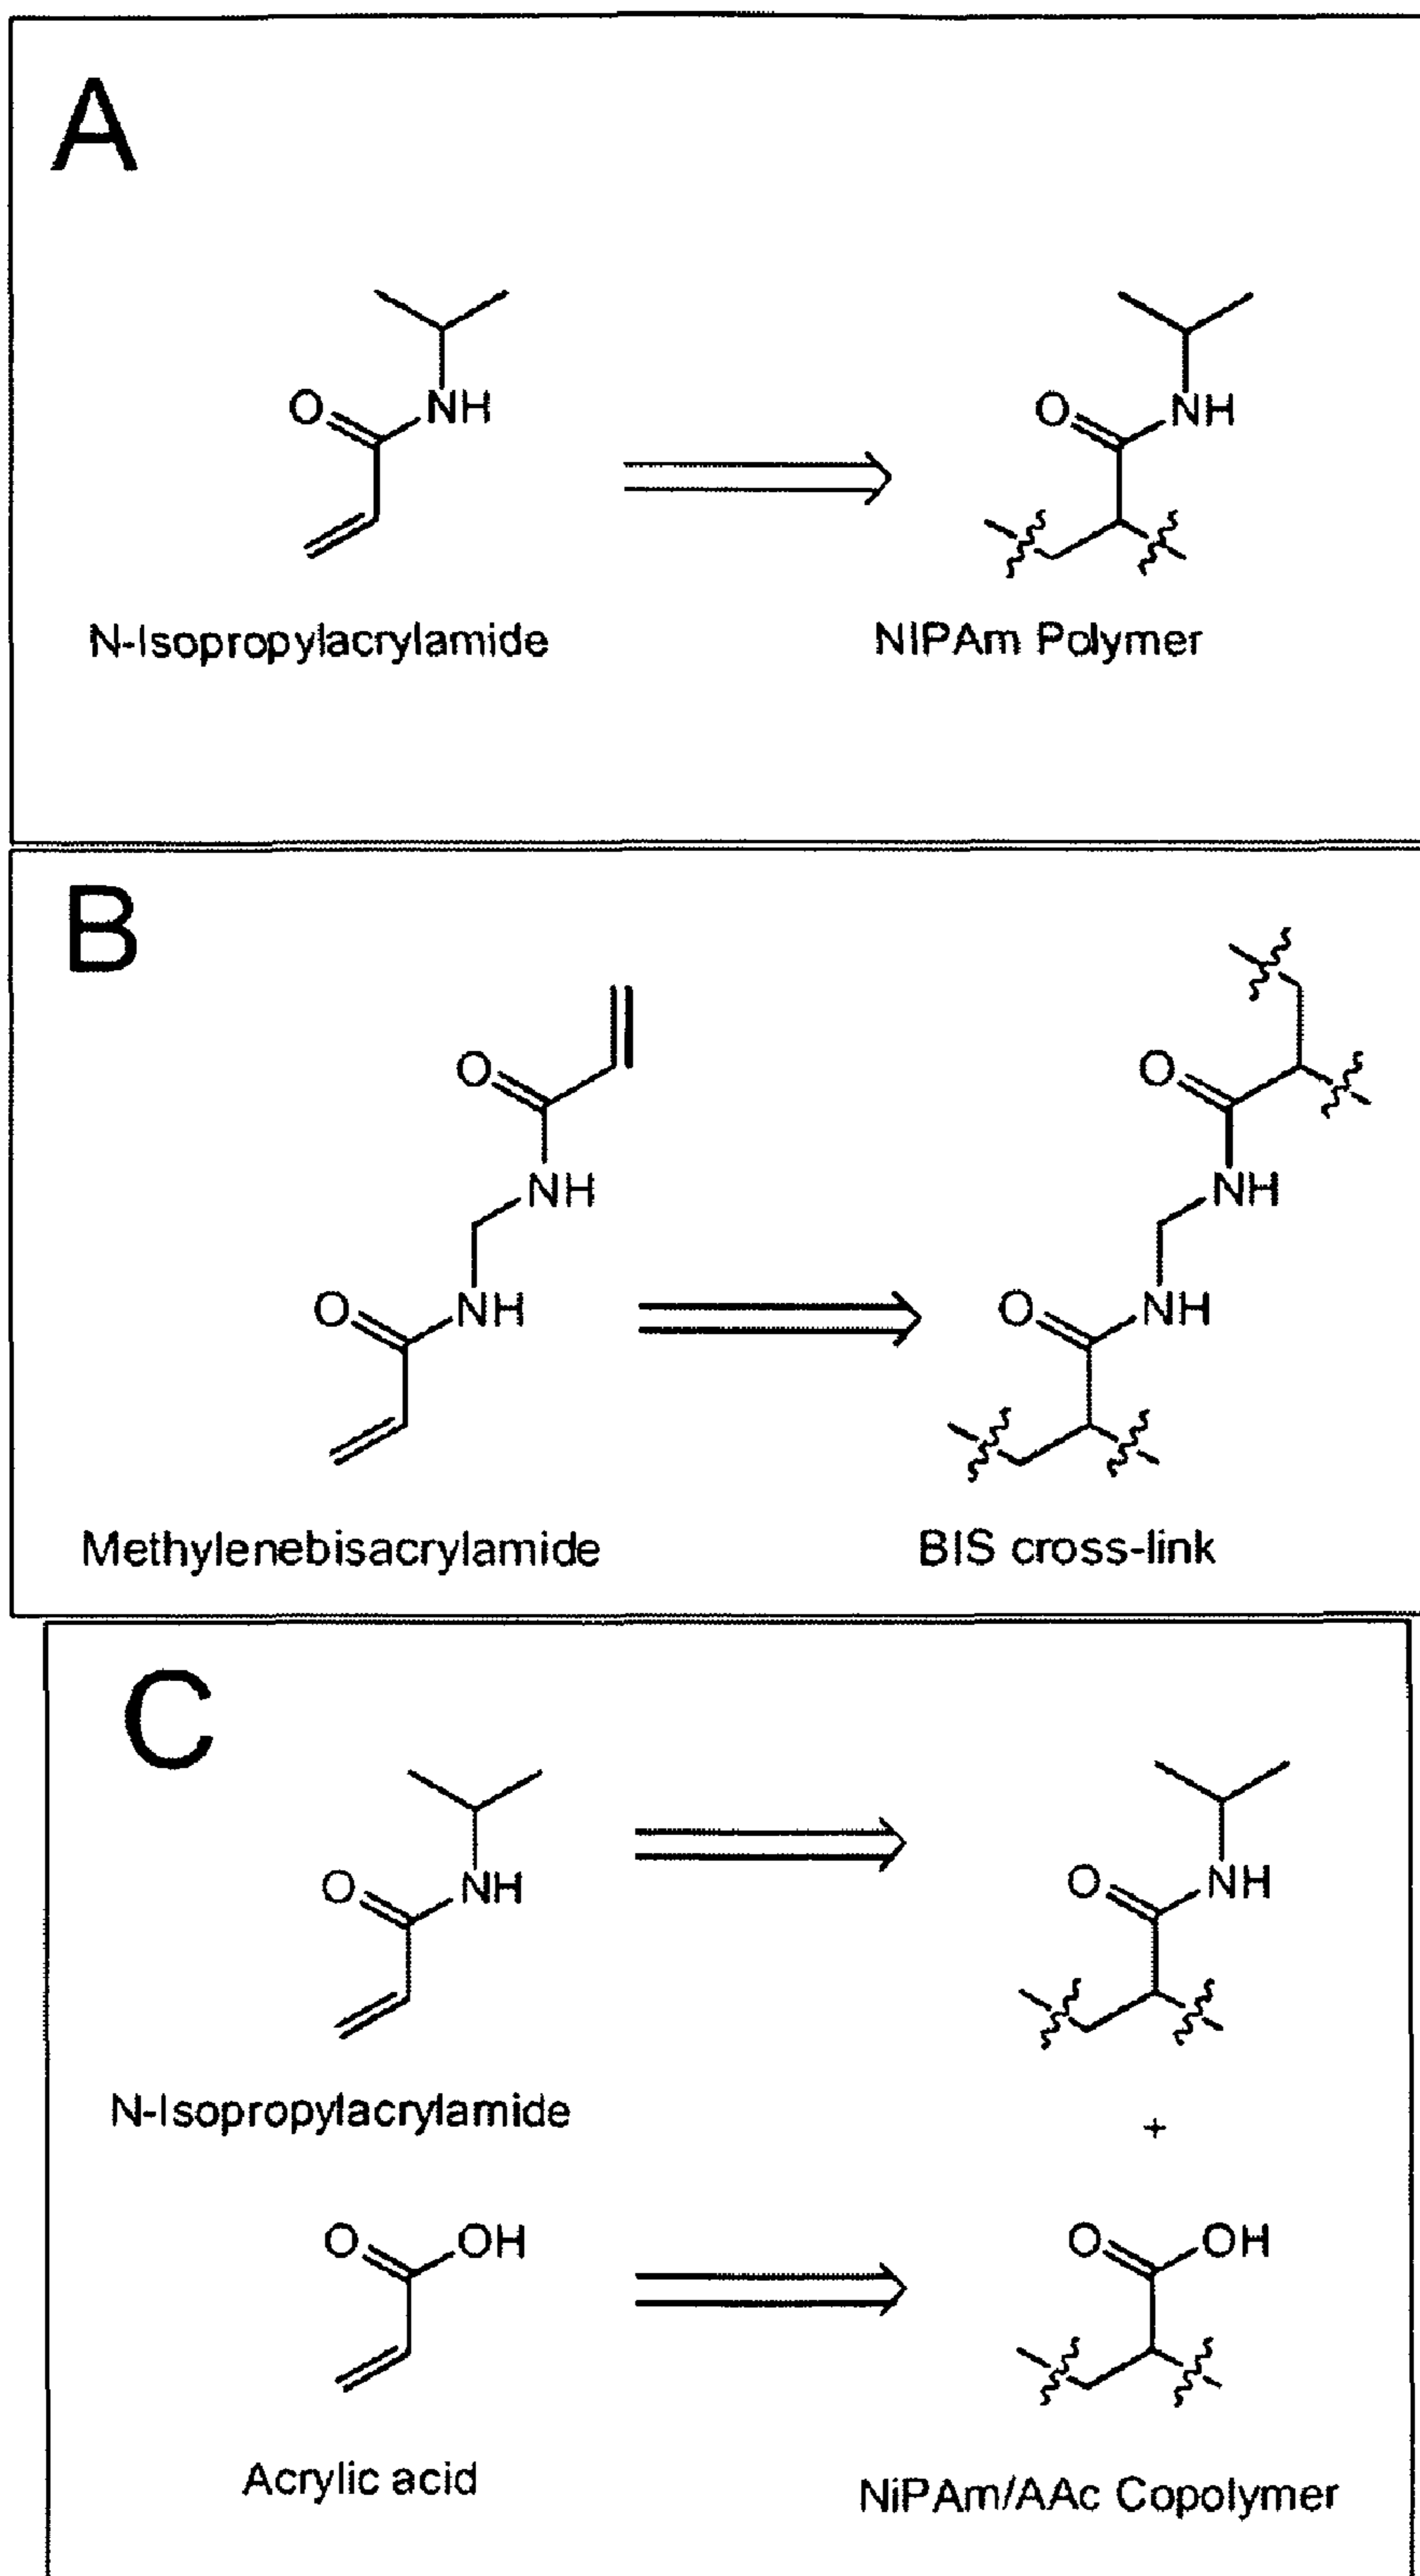 A
O
NH
O
NH
N-Isopropylacrylamide
NIPAm Polymer
B
O
O
NH
NH
O
NH
O
NH
Methylenebisacrylamide
BIS cross-link
C
O
NH
O
NH
N-Isopropylacrylamide
+
O
OH
O
OH
Acrylic acid
NiPAm/AAc Copolymer